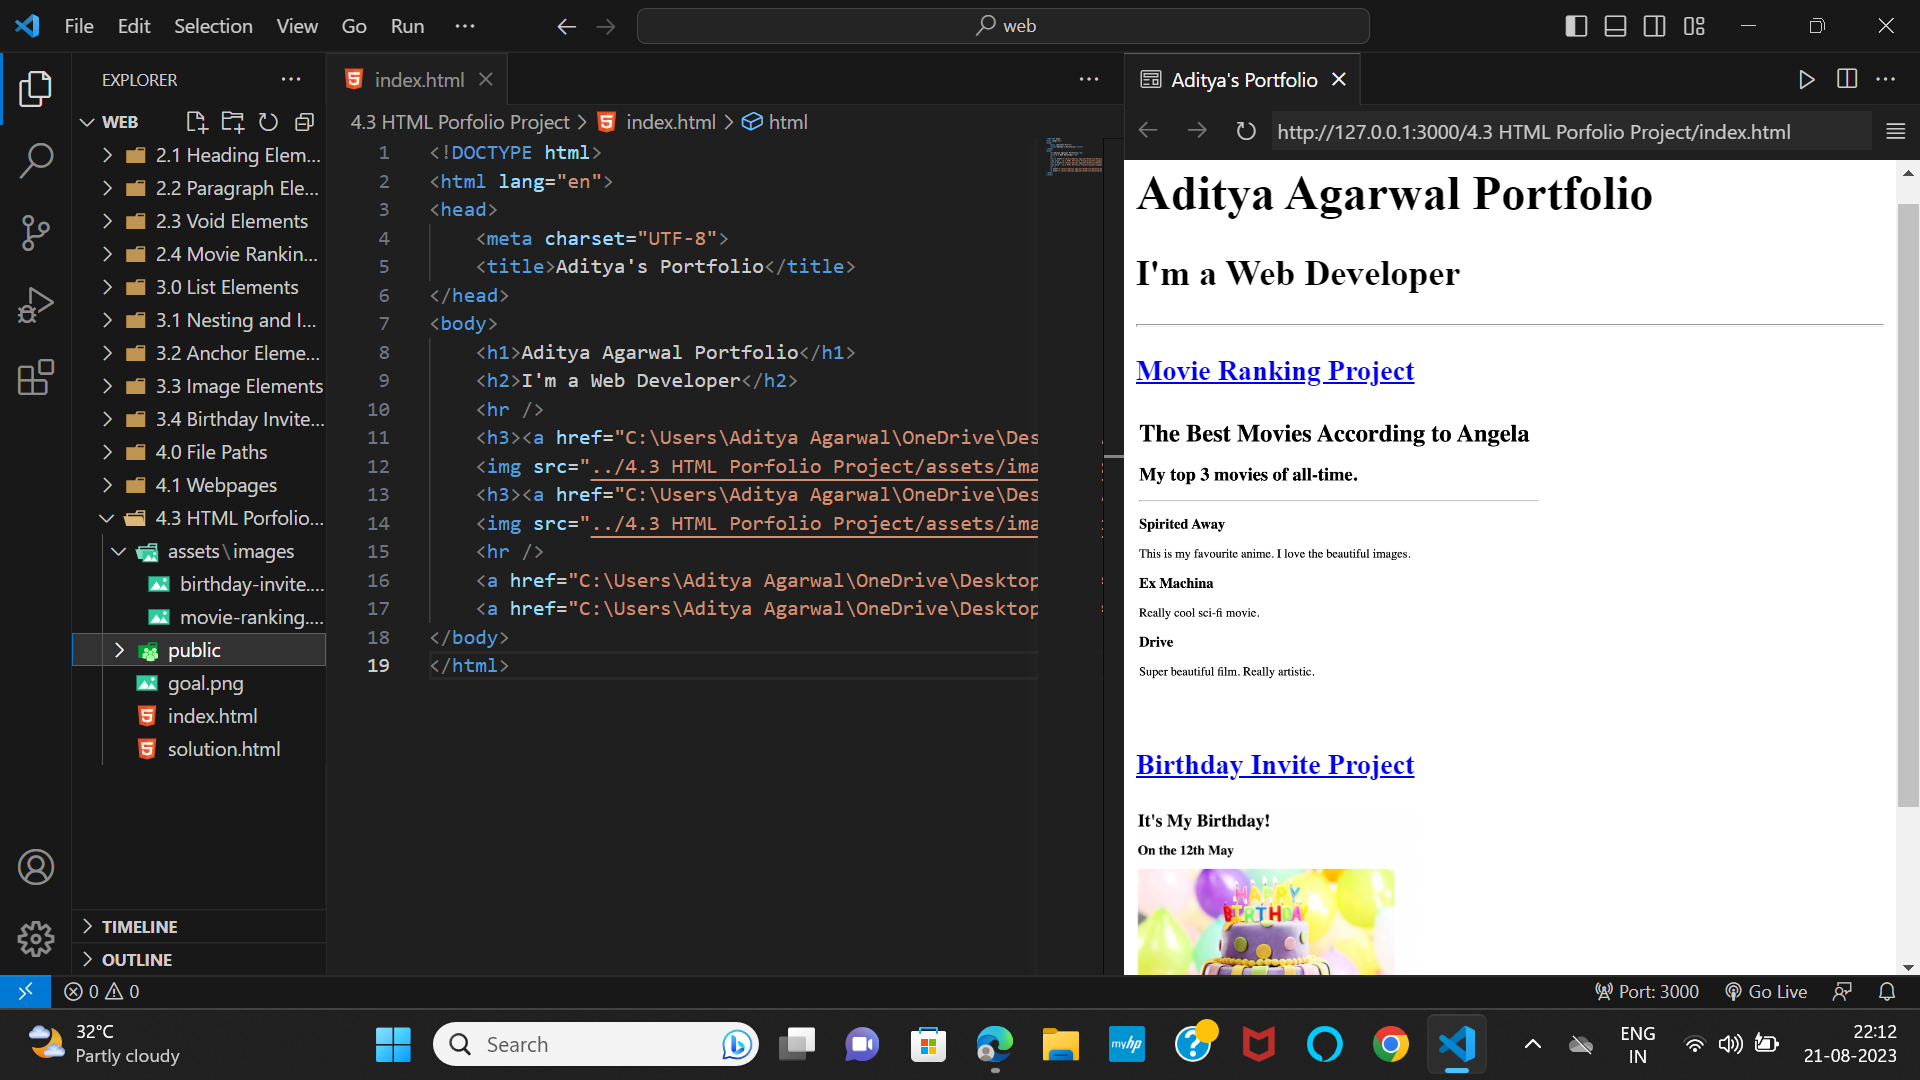 File Edit Selection View Go Run ··· web
EXPLORER
WEB
2.1 Heading Elem...
2.2 Paragraph Ele...
2.3 Void Elements
2.4 Movie Rankin...
3.0 List Elements
3.1 Nesting and I...
3.2 Anchor Eleme...
3.3 Image Elements
3.4 Birthday Invite...
4.0 File Paths
4.1 Webpages
4.3 HTML Porfolio...
assets\images
birthday-invite....
movie-ranking....
public
goal.png
index.html
solution.html
TIMELINE
OUTLINE
index.html
4.3 HTML Porfolio Project > index.html > html
1 <!DOCTYPE html>
2 <html lang="en">
3 <head>
4 <meta charset="UTF-8">
5 <title>Aditya's Portfolio</title>
6 </head>
7 <body>
8 <h1>Aditya Agarwal Portfolio</h1>
9 <h2>I'm a Web Developer</h2>
10 <hr />
11 <h3><a href="C:\Users\Aditya Agarwal\OneDrive\Des
12 <img src="../4.3 HTML Porfolio Project/assets/ima
13 <h3><a href="C:\Users\Aditya Agarwal\OneDrive\Des
14 <img src="../4.3 HTML Porfolio Project/assets/ima
15 <hr />
16 <a href="C:\Users\Aditya Agarwal\OneDrive\Desktop
17 <a href="C:\Users\Aditya Agarwal\OneDrive\Desktop
18 </body>
19 </html>
Aditya's Portfolio
http://127.0.0.1:3000/4.3 HTML Porfolio Project/index.html
Aditya Agarwal Portfolio
I'm a Web Developer
Movie Ranking Project
The Best Movies According to Angela
My top 3 movies of all-time.
Spirited Away
This is my favourite anime. I love the beautiful images.
Ex Machina
Really cool sci-fi movie.
Drive
Super beautiful film. Really artistic.
Birthday Invite Project
It's My Birthday!
On the 12th May
HAPPY
BIRTHDAY
0 0
Port: 3000 Go Live
32°C
Partly cloudy
Search
myhp
ENG
IN
22:12
21-08-2023